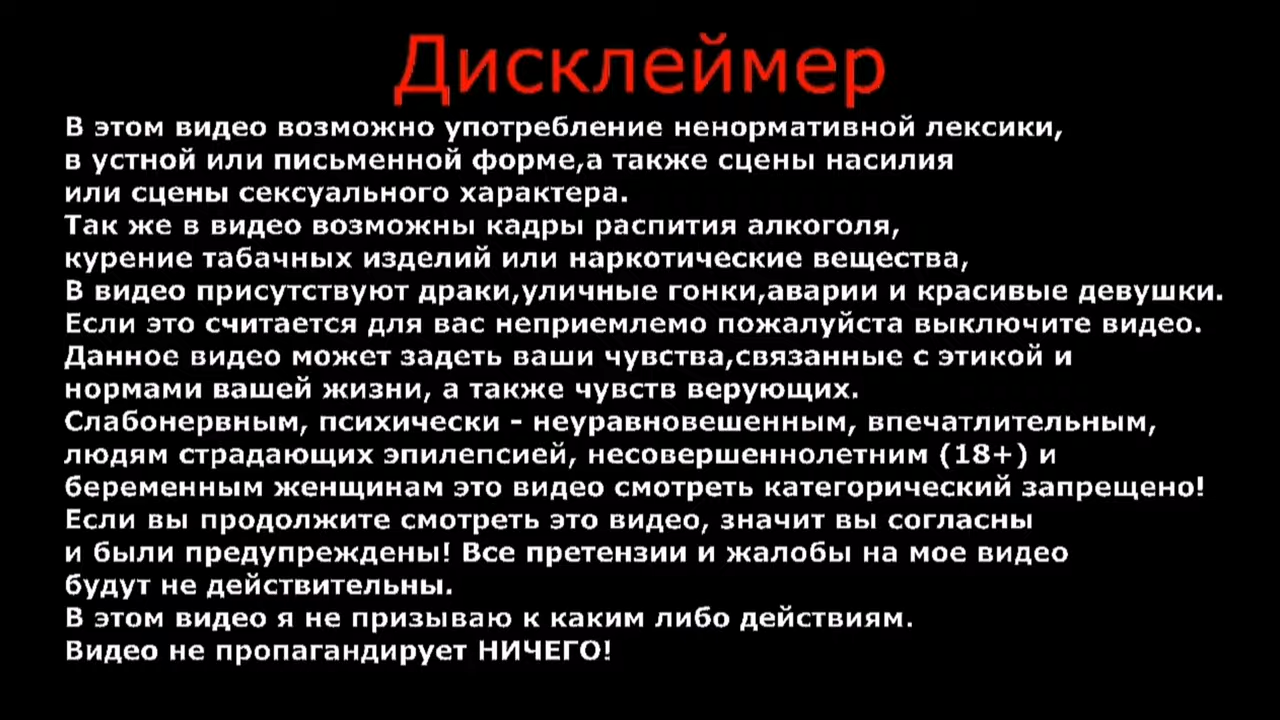 Дисклеймер
В этом видео возможно употребление ненормативной лексики,
в устной или письменной форме,а также сцены насилия
или сцены сексуального характера.
Так же в видео возможны кадры распития алкоголя,
курение табачных изделий или наркотические вещества,
В видео присутствуют драки,уличные гонки,аварии и красивые девушки.
Если это считается для вас неприемлемо пожалуйста выключите видео.
Данное видео может задеть ваши чувства,связанные с этикой и
нормами вашей жизни, а также чувств верующих.
Слабонервным, психически - неуравновешенным, впечатлительным,
людям страдающих эпилепсией, несовершеннолетним (18+) и
беременным женщинам это видео смотреть категорический запрещено!
Если вы продолжите смотреть это видео, значит вы согласны
и были предупреждены! Все претензии и жалобы на мое видео
будут не действительны.
В этом видео я не призываю к каким либо действиям.
Видео не пропагандирует НИЧЕГО!